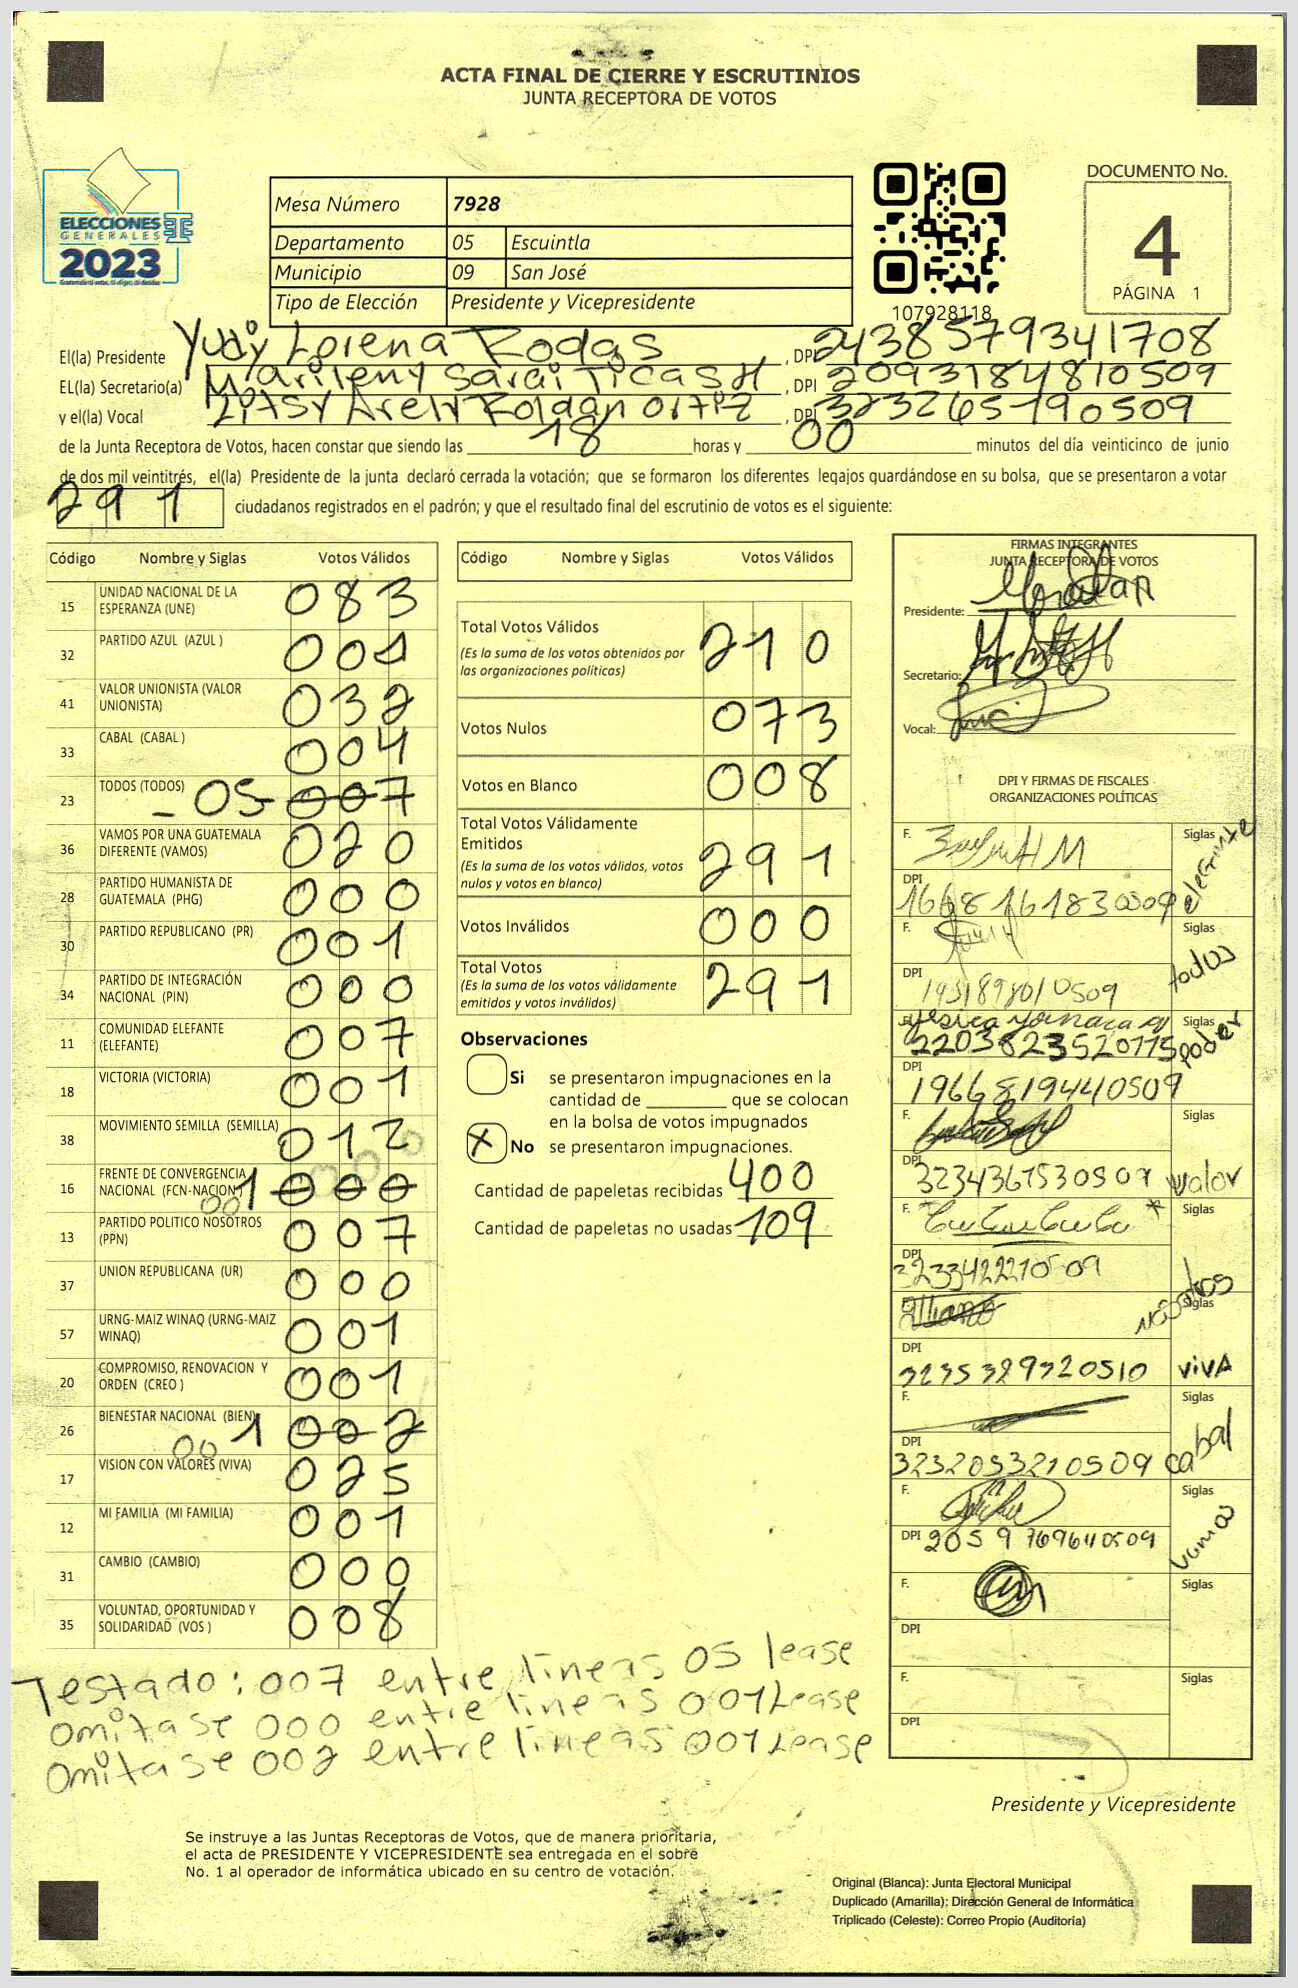 ACTA FINAL DE CIERRE Y ESCRUTINIOS
JUNTA RECEPTORA DE VOTOS
ELECCIONES
GENERALES
2023
Mesa Número 7928
Departamento 05 Escuintla
Municipio 09 San José
Tipo de Elección Presidente y Vicepresidente
107928118
DOCUMENTO No.
4
PÁGINA 1
El(la) Presidente Yudy Lorena Rodas, DPI 2438579341708
EL(la) Secretario(a) Marileny Sarai Ticas H, DPI 2093184810509
y el(la) Vocal Litsy Arely Roldan Ortiz, DPI 3232651790509
de la Junta Receptora de Votos, hacen constar que siendo las 18 horas y 00 minutos del día veinticinco de junio
de dos mil veintitrés, el(la) Presidente de la junta declaró cerrada la votación; que se formaron los diferentes legajos guardándose en su bolsa, que se presentaron a votar
291 ciudadanos registrados en el padrón; y que el resultado final del escrutinio de votos es el siguiente:
Código Nombre y Siglas Votos Válidos
15 UNIDAD NACIONAL DE LA ESPERANZA (UNE) 083
32 PARTIDO AZUL (AZUL ) 001
41 VALOR UNIONISTA (VALOR UNIONISTA) 032
33 CABAL (CABAL ) 004
23 TODOS (TODOS) - 05 007
36 VAMOS POR UNA GUATEMALA DIFERENTE (VAMOS) 020
28 PARTIDO HUMANISTA DE GUATEMALA (PHG) 000
30 PARTIDO REPUBLICANO (PR) 001
34 PARTIDO DE INTEGRACIÓN NACIONAL (PIN) 000
11 COMUNIDAD ELEFANTE (ELEFANTE) 007
18 VICTORIA (VICTORIA) 001
38 MOVIMIENTO SEMILLA (SEMILLA) 012
16 FRENTE DE CONVERGENCIA NACIONAL (FCN-NACION) 001 000
13 PARTIDO POLITICO NOSOTROS (PPN) 007
37 UNION REPUBLICANA (UR) 000
57 URNG-MAIZ WINAQ (URNG-MAIZ WINAQ) 001
20 COMPROMISO, RENOVACION Y ORDEN (CREO ) 001
26 BIENESTAR NACIONAL (BIEN) 001 002
17 VISION CON VALORES (VIVA) 025
12 MI FAMILIA (MI FAMILIA) 001
31 CAMBIO (CAMBIO) 000
35 VOLUNTAD, OPORTUNIDAD Y SOLIDARIDAD (VOS ) 008
Código Nombre y Siglas Votos Válidos
Total Votos Válidos 210
(Es la suma de los votos obtenidos por
las organizaciones políticas)
Votos Nulos 073
Votos en Blanco 008
Total Votos Válidamente
Emitidos 291
(Es la suma de los votos válidos, votos
nulos y votos en blanco)
Votos Inválidos 000
Total Votos 291
(Es la suma de los votos válidamente
emitidos y votos inválidos)
Observaciones
Si se presentaron impugnaciones en la
cantidad de _________ que se colocan
en la bolsa de votos impugnados
X No se presentaron impugnaciones.
Cantidad de papeletas recibidas 400
Cantidad de papeletas no usadas 109
FIRMAS INTEGRANTES
JUNTA RECEPTORA DE VOTOS
Presidente:
Secretario:
Vocal:
DPI Y FIRMAS DE FISCALES
ORGANIZACIONES POLÍTICAS
F. Siglas
DPI 1668161830509 elefante
F. Siglas
DPI todos
Siglas
2203823520715 poder
DPI 1966819440509
F. Siglas
DPI 3234367530509 valor
F. Siglas
DPI 3233422210509
Siglas nosotros
DPI 3235329320510 VIVA
F. Siglas
DPI 3232053210509 cabal
F. Siglas
DPI 2059769640509 vamos
F. Siglas
DPI
F. Siglas
DPI
Testado: 007 entre lineas 05 lease
omitase 000 entre lineas 001 Lease
omitase 002 entre lineas 001 Lease
Presidente y Vicepresidente
Se instruye a las Juntas Receptoras de Votos, que de manera prioritaria,
el acta de PRESIDENTE Y VICEPRESIDENTE sea entregada en el sobre
No. 1 al operador de informática ubicado en su centro de votación.
Original (Blanca): Junta Electoral Municipal
Duplicado (Amarilla): Dirección General de Informática
Triplicado (Celeste): Correo Propio (Auditoría)